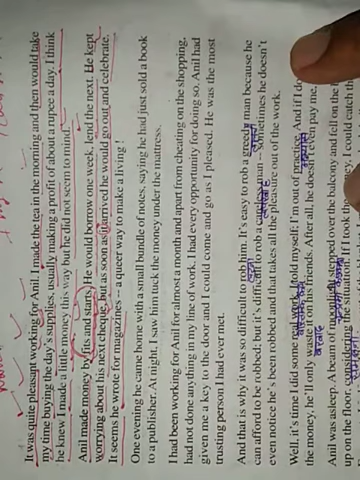 It was quite pleasant working for Anil. I made the tea in the morning and then would take
my time buying the day's supplies, usually making a profit of about a rupee a day. I think
he knew I made a little money this way but he did not seem to mind.
Anil made money by fits and starts. He would borrow one week, lend the next. He kept
worrying about his next cheque, but as soon as it arrived he would go out and celebrate.
It seems he wrote for magazines — a queer way to make a living !
One evening he came home with a small bundle of notes, saying he had just sold a book
to a publisher. At night, I saw him tuck the money under the mattress.
I had been working for Anil for almost a month and apart from cheating on the shopping,
had not done anything in my line of work. I had every opportunity for doing so. Anil had
given me a key to the door and I could come and go as I pleased. He was the most
trusting person I had ever met.
And that is why it was so difficult to rob him. It's easy to rob a greedy man because he
can afford to be robbed; but it's difficult to rob a man — sometimes he doesn't
even notice he's been robbed and that takes all the pleasure out of the work.
Well, it's time I did some real work, I told myself; I'm out of practice. And if I do
the money, he'll only waste it on his friends. After all, he doesn't even pay me.
Anil was asleep. A beam of moonlight stepped over the balcony and fell on the
up on the floor, considering the situation. If I took the money, I could catch the